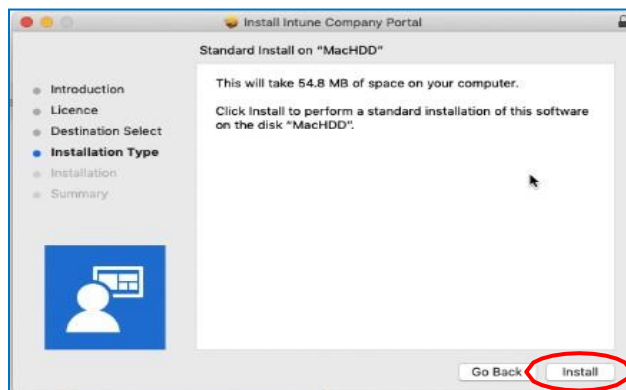 Install Intune Company Portal
Standard Install on “MacHDD”
Introduction
Licence
Destination Select
Installation Type
Installation
Summary
This will take 54.8 MB of space on your computer.
Click Install to perform a standard installation of this software
on the disk “MacHDD”.
Go Back
Install